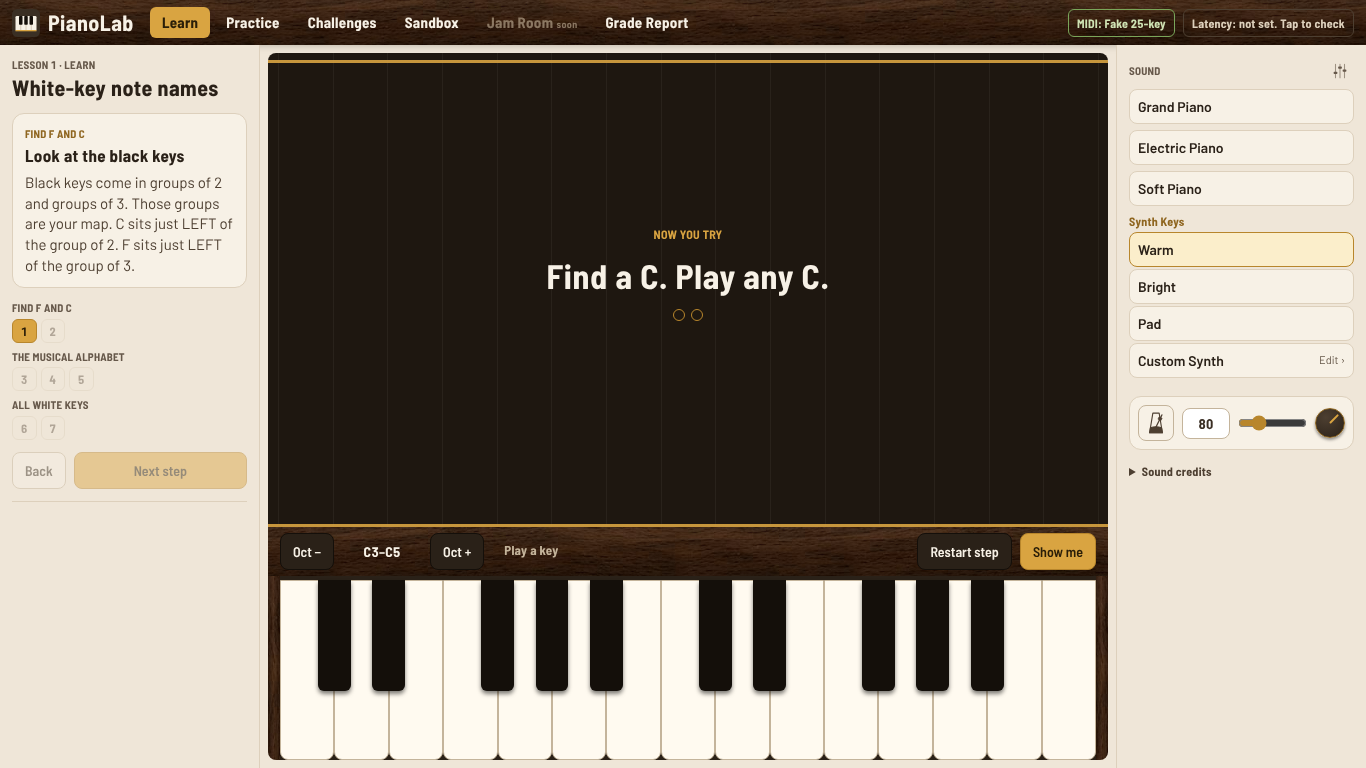 PianoLab
Learn
Practice
Challenges
Sandbox
Jam Room soon
Grade Report
MIDI: Fake 25-key
Latency: not set. Tap to check
LESSON 1 · LEARN
White-key note names
FIND F AND C
Look at the black keys
Black keys come in groups of 2
and groups of 3. Those groups
are your map. C sits just LEFT of
the group of 2. F sits just LEFT
of the group of 3.
FIND F AND C
1 2
THE MUSICAL ALPHABET
3 4 5
ALL WHITE KEYS
6 7
Back
Next step
NOW YOU TRY
Find a C. Play any C.
Oct −
C3–C5
Oct +
Play a key
Restart step
Show me
SOUND
Grand Piano
Electric Piano
Soft Piano
Synth Keys
Warm
Bright
Pad
Custom Synth
Edit ›
80
Sound credits